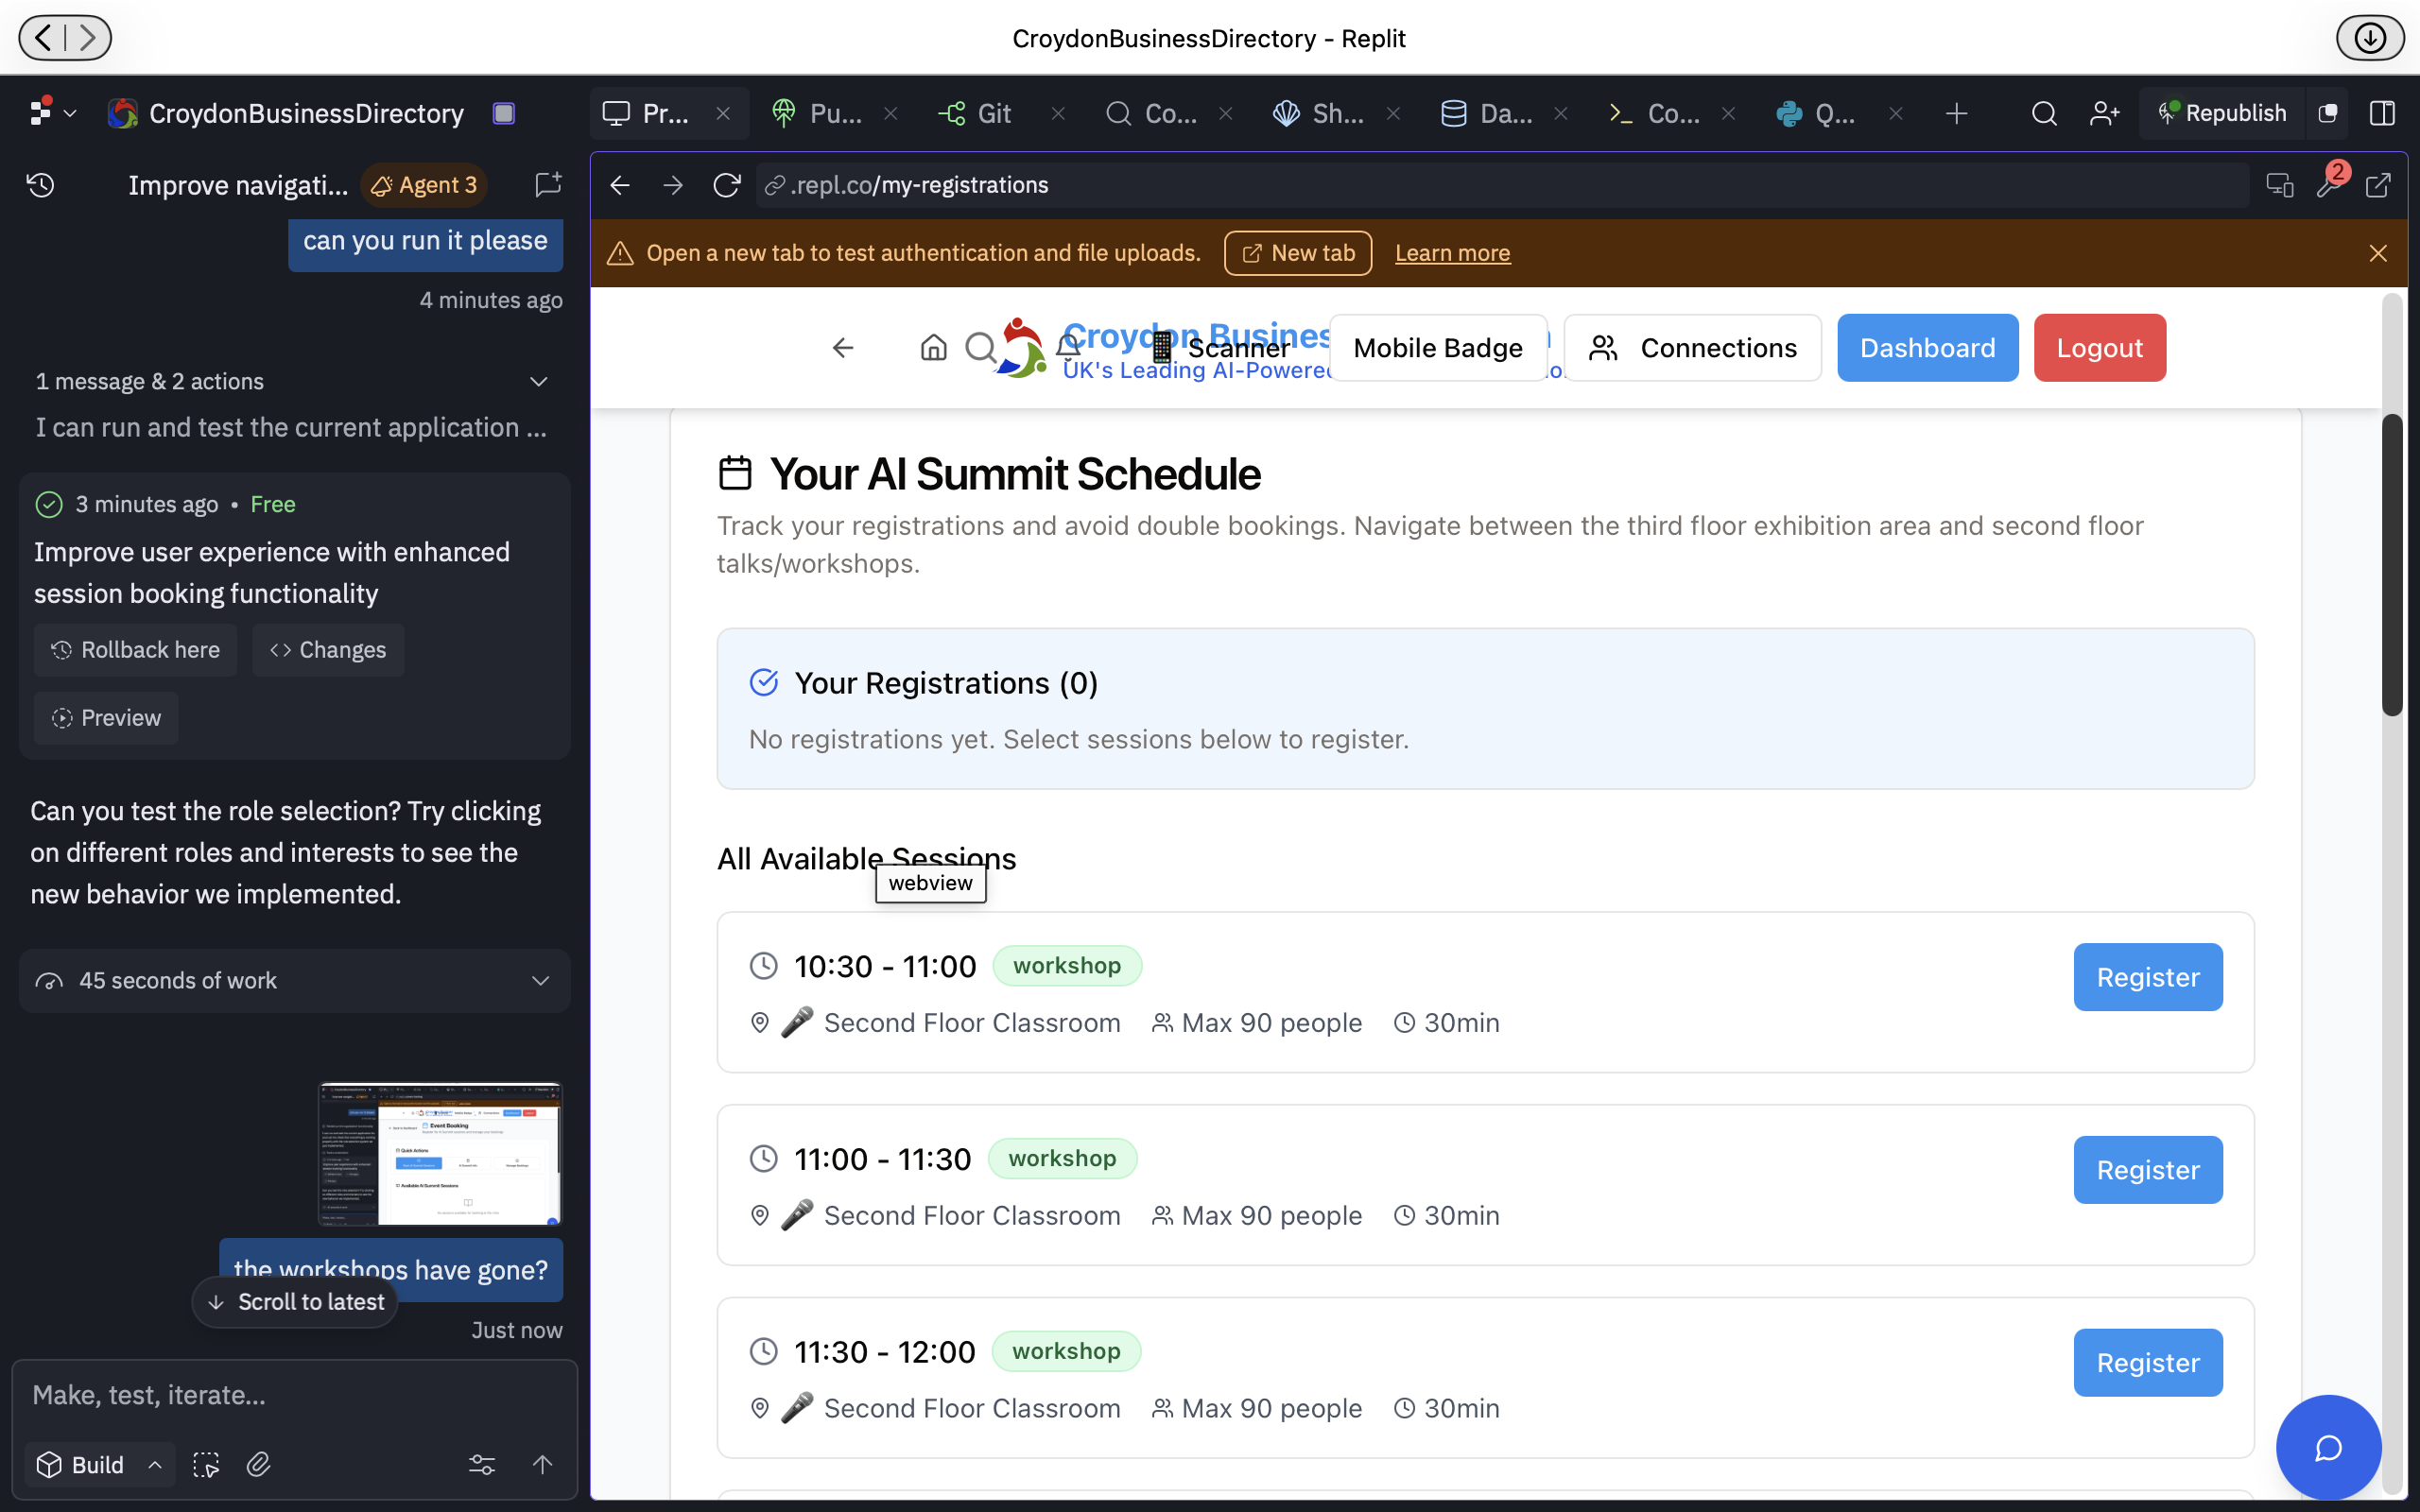 CroydonBusinessDirectory - Replit
CroydonBusinessDirectory
Pr...
Pu...
Git
Co...
Sh...
Da...
Co...
Q...
Republish
Improve navigati...
Agent 3
.repl.co/my-registrations
2
can you run it please
4 minutes ago
Open a new tab to test authentication and file uploads.
New tab
Learn more
1 message & 2 actions
I can run and test the current application ...
3 minutes ago • Free
Improve user experience with enhanced
session booking functionality
Rollback here
Changes
Preview
Can you test the role selection? Try clicking
on different roles and interests to see the
new behavior we implemented.
45 seconds of work
the workshops have gone?
Scroll to latest
Just now
Make, test, iterate...
Build
Croydon Busines
UK's Leading AI-Powered
Scanner
Mobile Badge
Connections
Dashboard
Logout
Your AI Summit Schedule
Track your registrations and avoid double bookings. Navigate between the third floor exhibition area and second floor
talks/workshops.
Your Registrations (0)
No registrations yet. Select sessions below to register.
All Available Sessions
webview
10:30 - 11:00 workshop
Second Floor Classroom Max 90 people 30min
Register
11:00 - 11:30 workshop
Second Floor Classroom Max 90 people 30min
Register
11:30 - 12:00 workshop
Second Floor Classroom Max 90 people 30min
Register